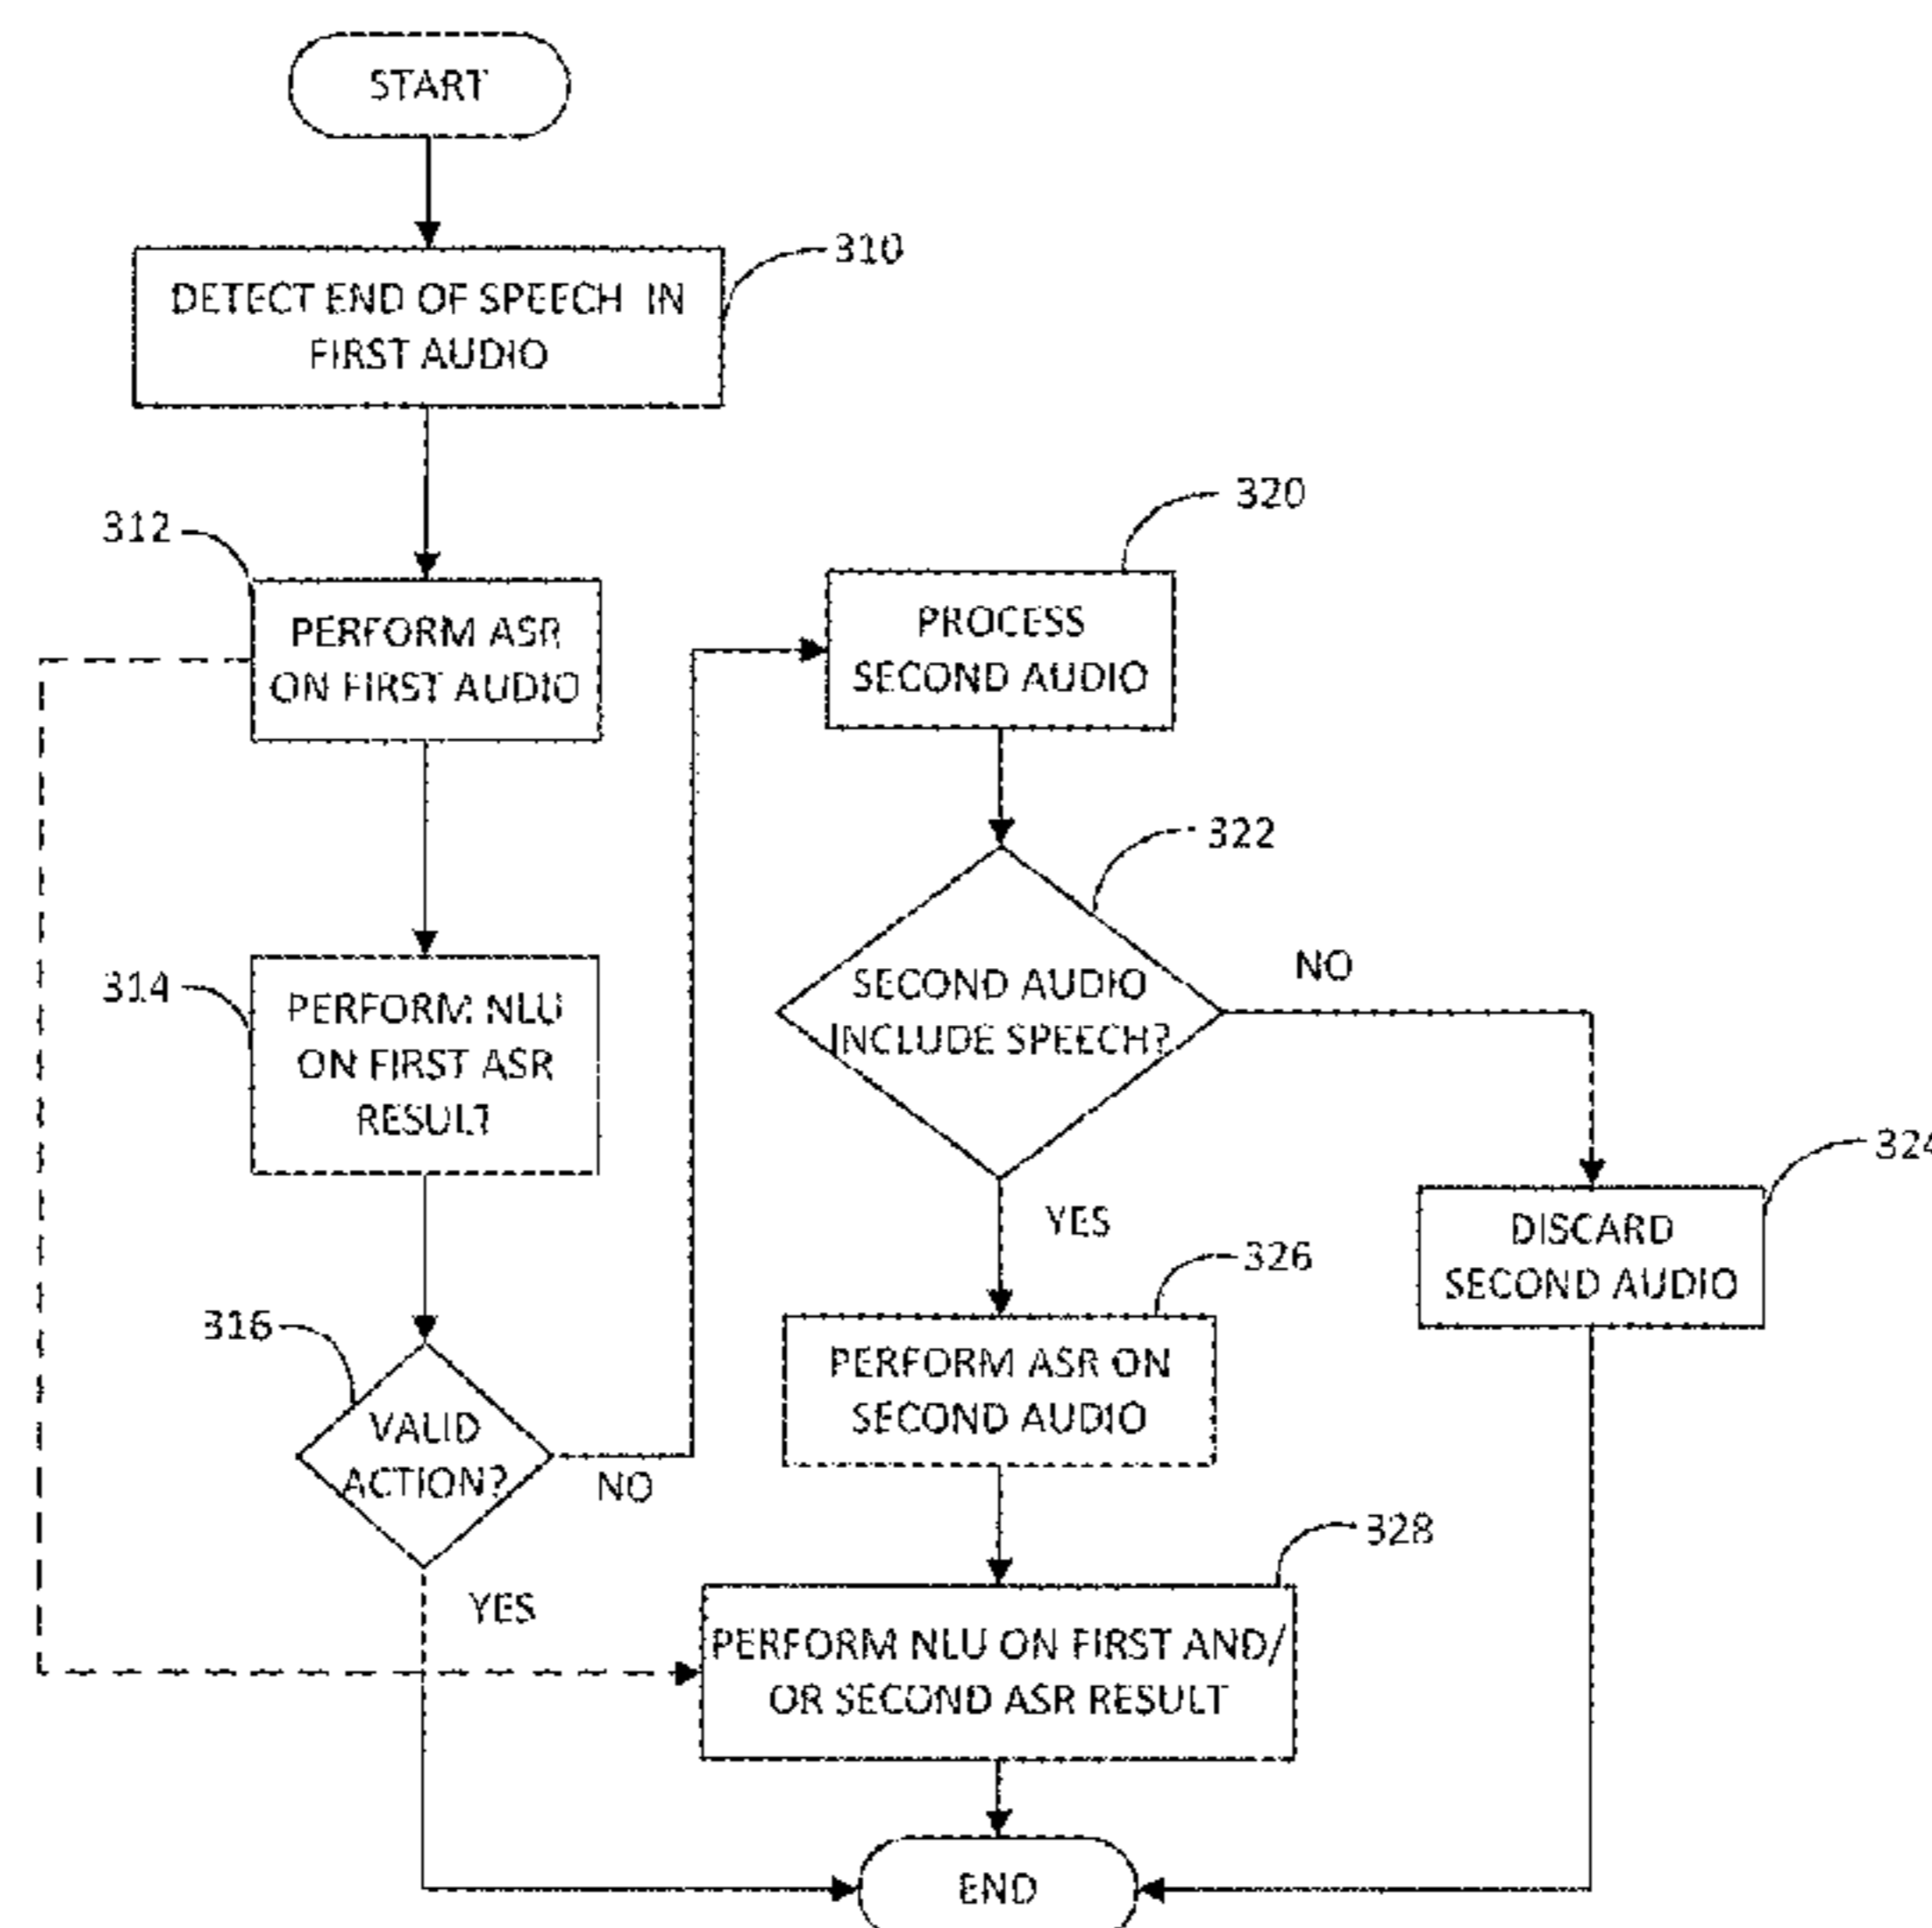 START
310
DETECT END OF SPEECH IN
FIRST AUDIO
312
PERFORM ASR
ON FIRST AUDIO
314
PERFORM NLU
ON FIRST ASR
RESULT
316
VALID
ACTION?
NO
YES
320
PROCESS
SECOND AUDIO
322
SECOND AUDIO
INCLUDE SPEECH?
NO
YES
324
DISCARD
SECOND AUDIO
326
PERFORM ASR ON
SECOND AUDIO
328
PERFORM NLU ON FIRST AND/
OR SECOND ASR RESULT
END